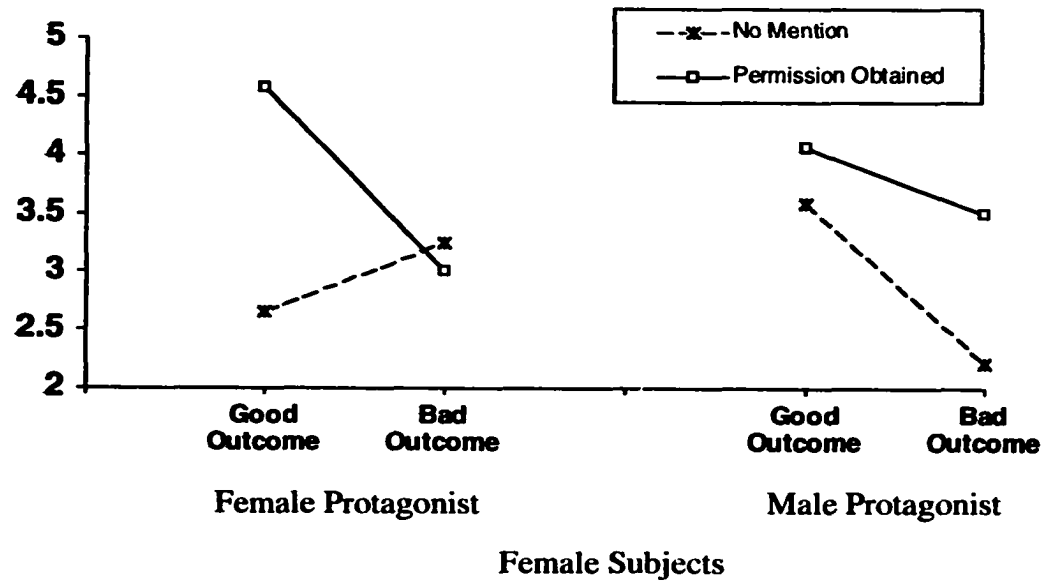 No Mention
Permission Obtained
5
4.5
4
3.5
3
2.5
2
Good Outcome
Bad Outcome
Good Outcome
Bad Outcome
Female Protagonist
Male Protagonist
Female Subjects